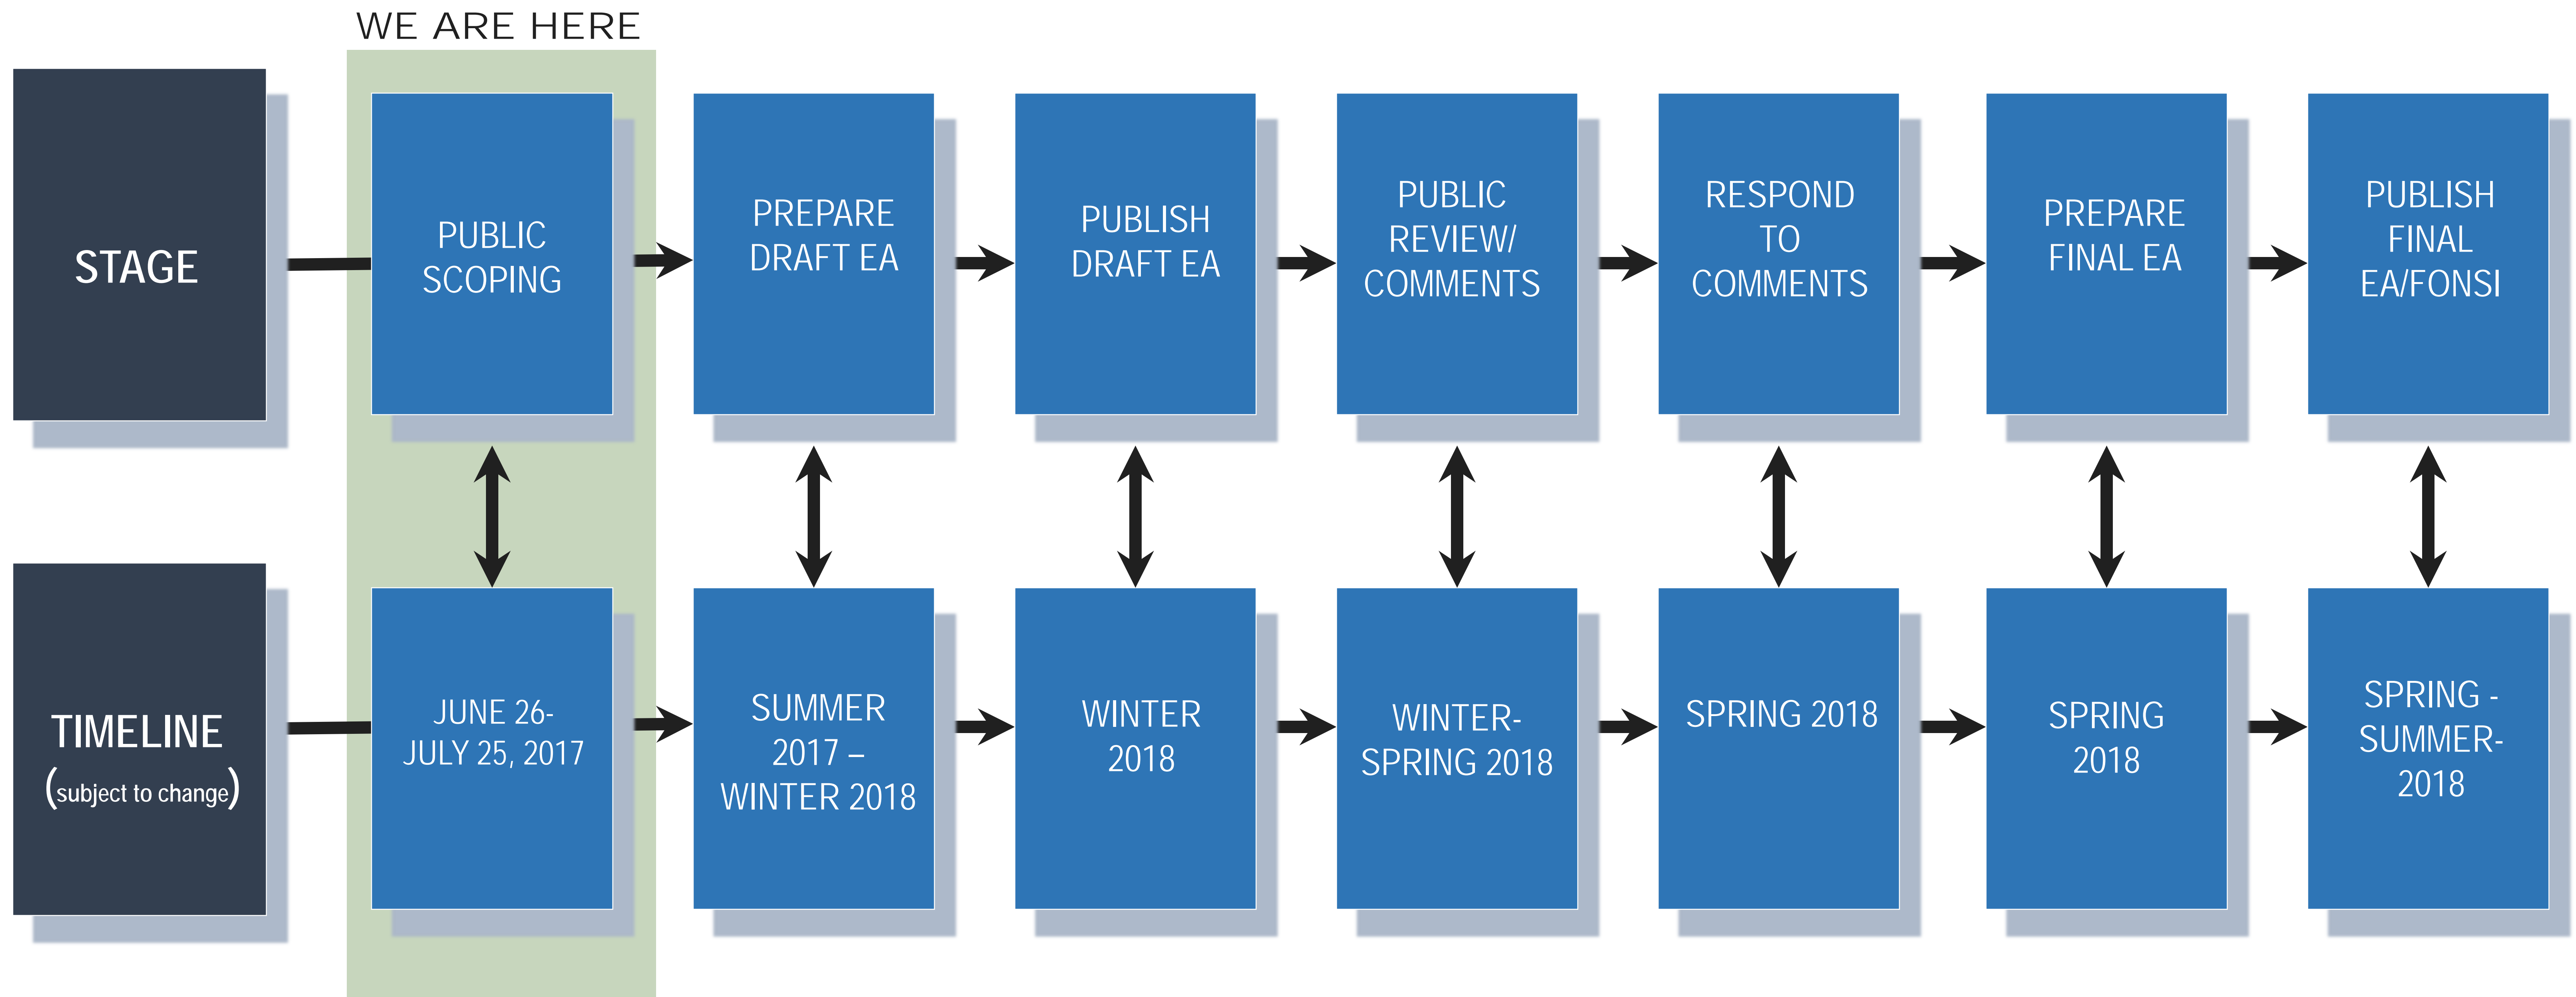 WE ARE HERE
STAGE
PUBLIC
SCOPING
PREPARE
DRAFT EA
PUBLISH
DRAFT EA
PUBLIC
REVIEW/
COMMENTS
RESPOND
TO
COMMENTS
PREPARE
FINAL EA
PUBLISH
FINAL
EA/FONSI
TIMELINE
(subject to change)
JUNE 26-
JULY 25, 2017
SUMMER
2017 –
WINTER 2018
WINTER
2018
WINTER-
SPRING 2018
SPRING 2018
SPRING
2018
SPRING -
SUMMER-
2018